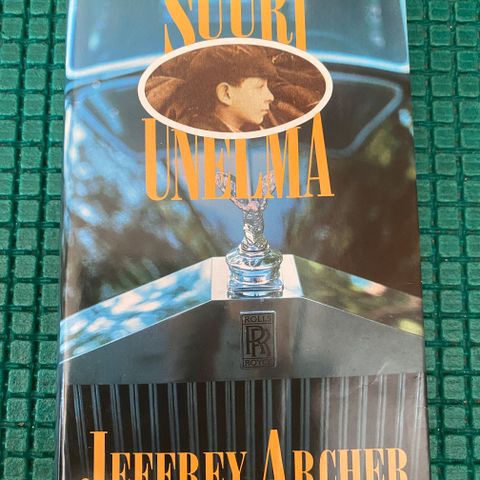 SUURI
UNELMA
ROLLS
RR
ROYCE
JEFFREY ARCHER